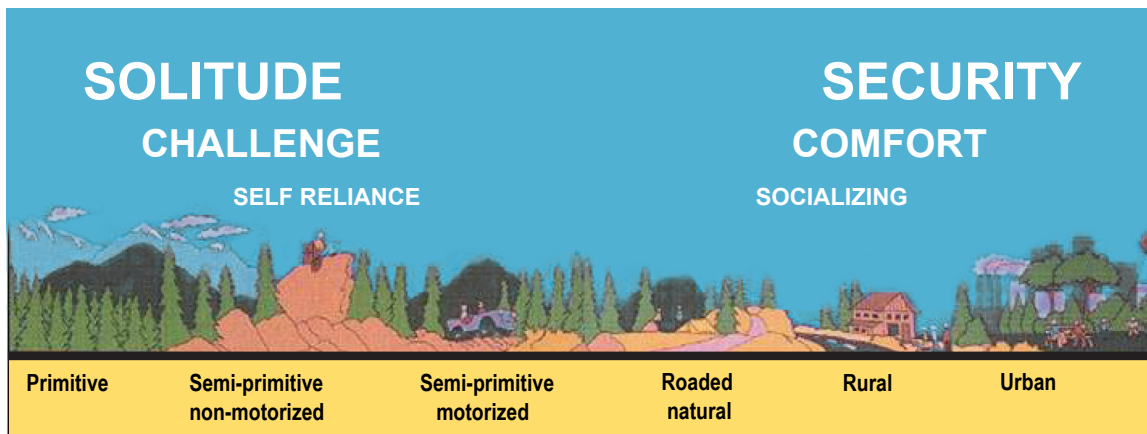 SOLITUDE
SECURITY
CHALLENGE
COMFORT
SELF RELIANCE
SOCIALIZING
Primitive
Semi-primitive
non-motorized
Semi-primitive
motorized
Roaded
natural
Rural
Urban